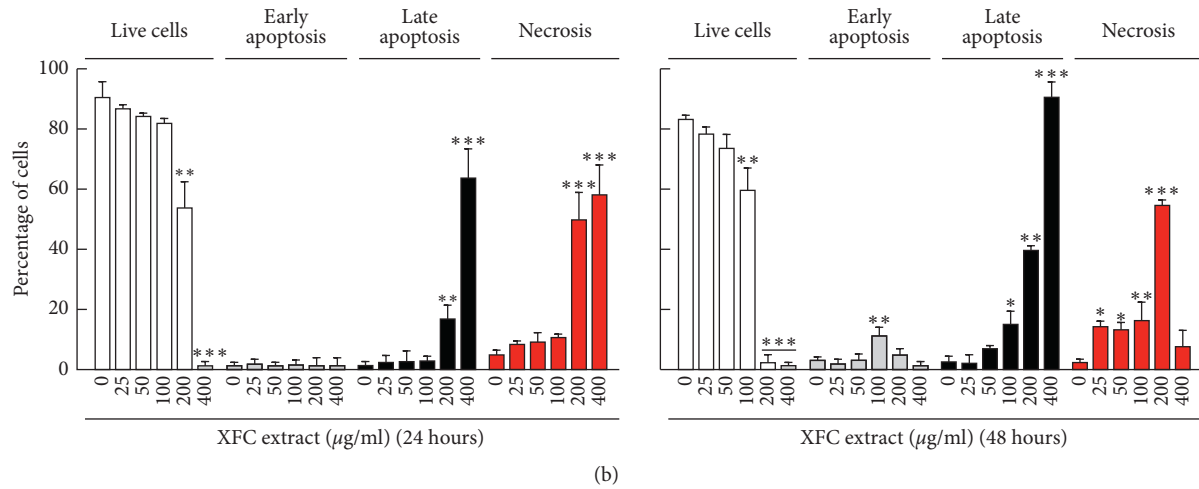 Live cells Early apoptosis Late apoptosis Necrosis
100
80
60
40
20
0
Percentage of cells
** *** ** *** *** ***
0 25 50 100 200 400 0 25 50 100 200 400 0 25 50 100 200 400 0 25 50 100 200 400
XFC extract (μg/ml) (24 hours)
Live cells Early apoptosis Late apoptosis Necrosis
** *** ** * ** *** * * ** ***
0 25 50 100 200 400 0 25 50 100 200 400 0 25 50 100 200 400 0 25 50 100 200 400
XFC extract (μg/ml) (48 hours)
(b)